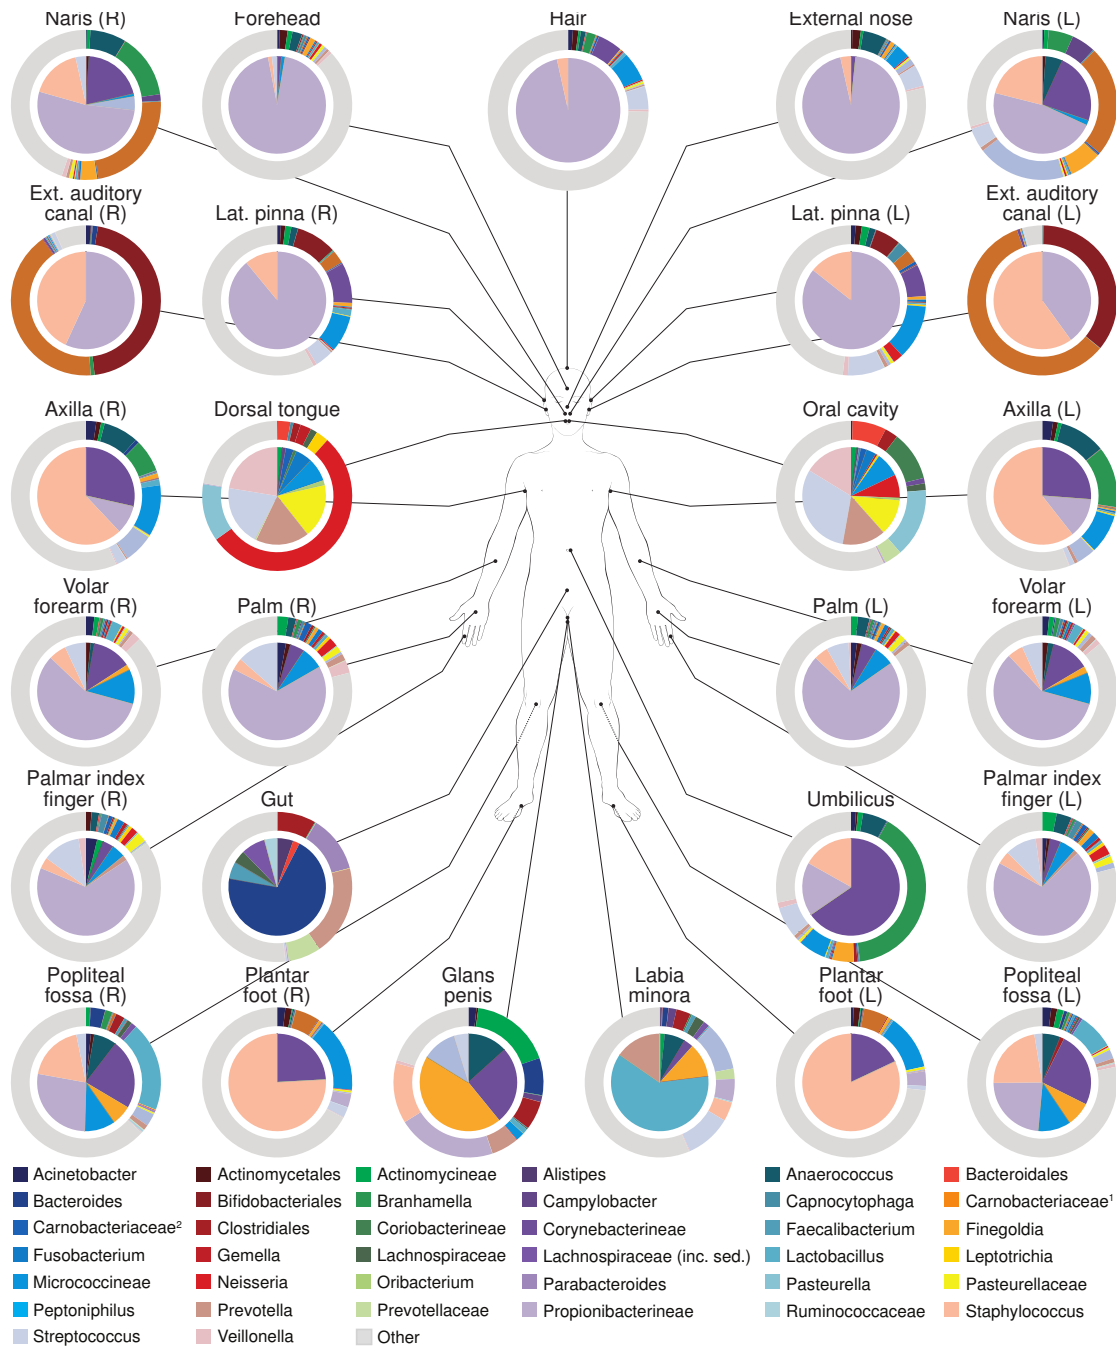 Naris (R)
Forehead
Hair
External nose
Naris (L)
Ext. auditory
canal (R)
Lat. pinna (R)
Lat. pinna (L)
Ext. auditory
canal (L)
Axilla (R)
Dorsal tongue
Oral cavity
Axilla (L)
Volar
forearm (R)
Palm (R)
Palm (L)
Volar
forearm (L)
Palmar index
finger (R)
Gut
Umbilicus
Palmar index
finger (L)
Popliteal
fossa (R)
Plantar
foot (R)
Glans
penis
Labia
minora
Plantar
foot (L)
Popliteal
fossa (L)
Acinetobacter
Actinomycetales
Actinomycineae
Alistipes
Anaerococcus
Bacteroidales
Bacteroides
Bifidobacteriales
Branhamella
Campylobacter
Capnocytophaga
Carnobacteriaceae¹
Carnobacteriaceae²
Clostridiales
Coriobacterineae
Corynebacterineae
Faecalibacterium
Finegoldia
Fusobacterium
Gemella
Lachnospiraceae
Lachnospiraceae (inc. sed.)
Lactobacillus
Leptotrichia
Micrococcineae
Neisseria
Oribacterium
Parabacteroides
Pasteurella
Pasteurellaceae
Peptoniphilus
Prevotella
Prevotellaceae
Propionibacterineae
Ruminococcaceae
Staphylococcus
Streptococcus
Veillonella
Other